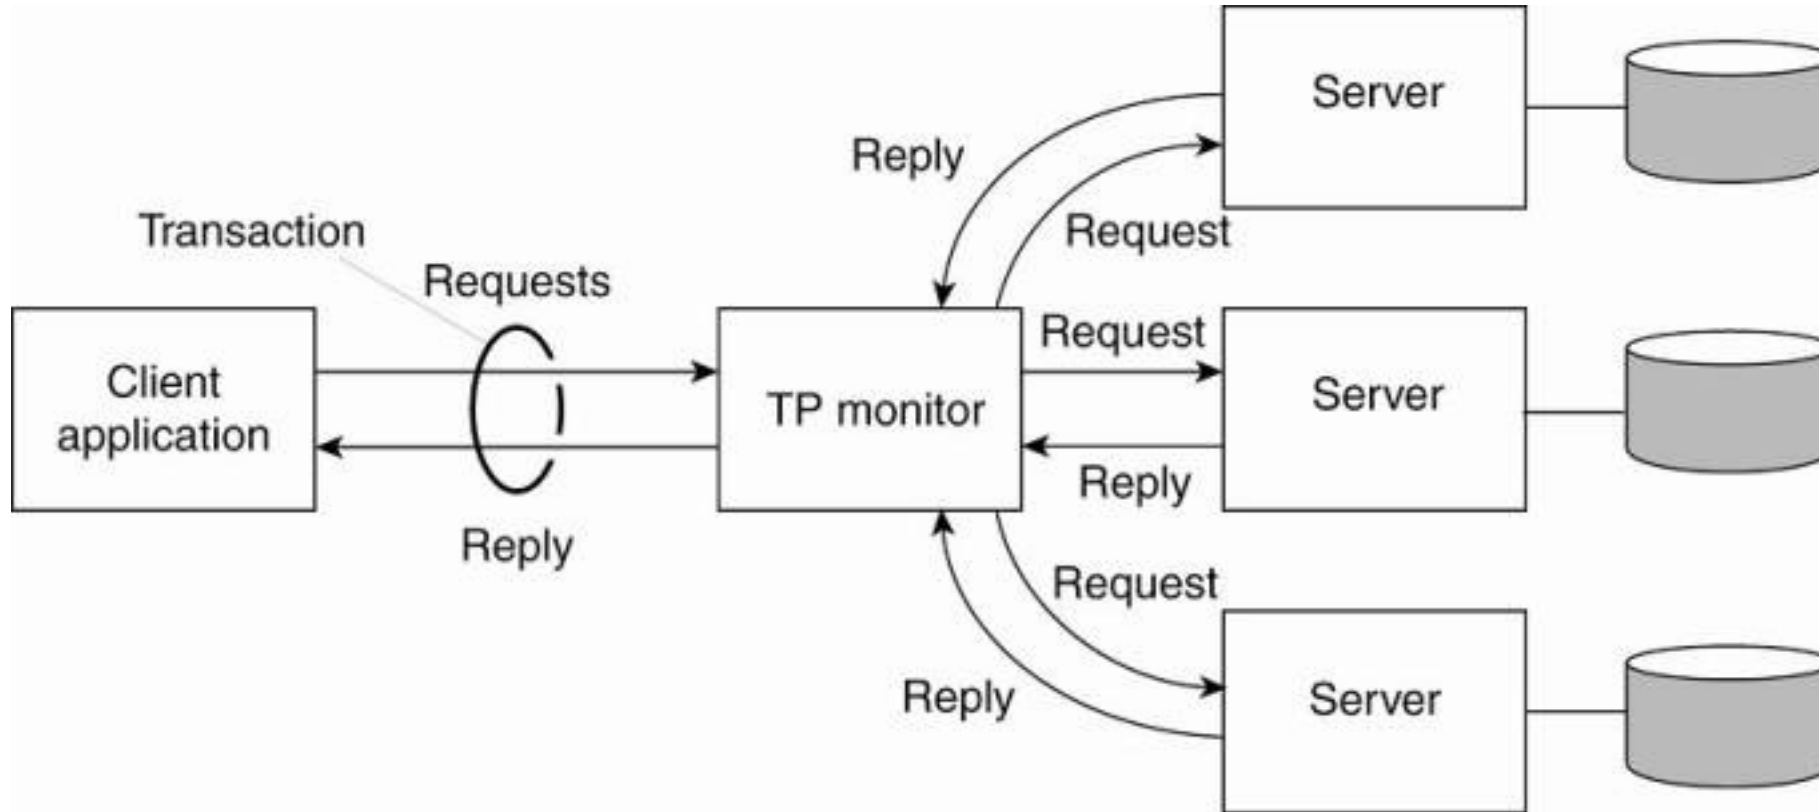 Server
Reply
Transaction
Request
Requests
Request
Client
application
TP monitor
Server
Reply
Reply
Request
Reply
Server